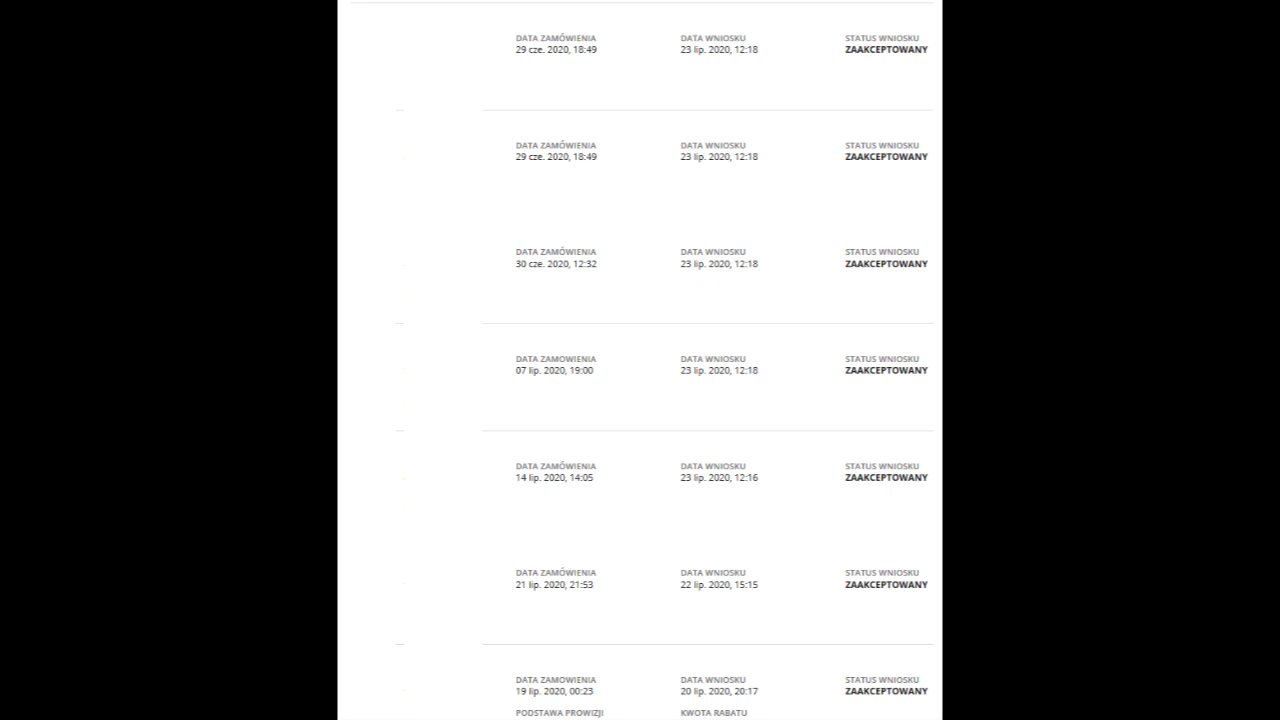 DATA ZAMÓWIENIA DATA WNIOSKU STATUS WNIOSKU
29 cze. 2020, 18:49 23 lip. 2020, 12:18 ZAAKCEPTOWANY
DATA ZAMÓWIENIA DATA WNIOSKU STATUS WNIOSKU
29 cze. 2020, 18:49 23 lip. 2020, 12:18 ZAAKCEPTOWANY
DATA ZAMÓWIENIA DATA WNIOSKU STATUS WNIOSKU
30 cze. 2020, 12:32 23 lip. 2020, 12:18 ZAAKCEPTOWANY
DATA ZAMOWIENIA DATA WNIOSKU STATUS WNIOSKU
07 lip. 2020, 19:00 23 lip. 2020, 12:18 ZAAKCEPTOWANY
DATA ZAMÓWIENIA DATA WNIOSKU STATUS WNIOSKU
14 lip. 2020, 14:05 23 lip. 2020, 12:16 ZAAKCEPTOWANY
DATA ZAMÓWIENIA DATA WNIOSKU STATUS WNIOSKU
21 lip. 2020, 21:53 22 lip. 2020, 15:15 ZAAKCEPTOWANY
DATA ZAMOWIENIA DATA WNIOSKU STATUS WNIOSKU
19 lip. 2020, 00:23 20 lip. 2020, 20:17 ZAAKCEPTOWANY
PODSTAWA PROWIZJI KWOTA RABATU